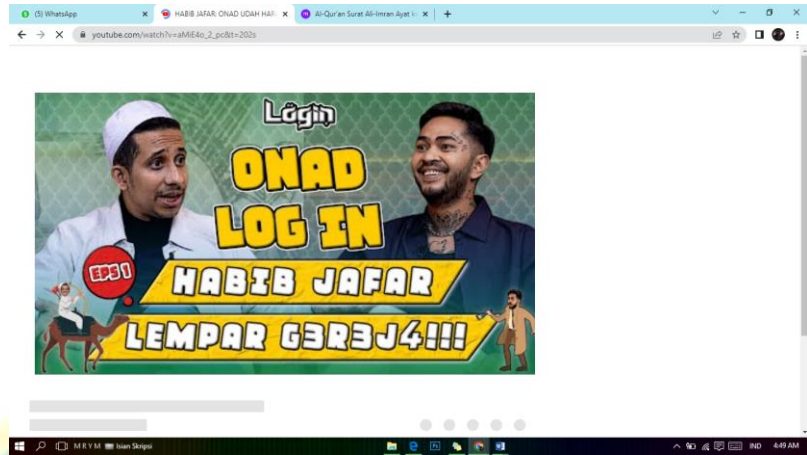 (5) WhatsApp
HABIB JAFAR: ONAD UDAH HAR
Al-Qur'an Surat Ali-Imran Ayat
youtube.com/watch?v=aMiE4o_2_pc&t=202s
Login
ONAD
LOG IN
EPS 1
HABIB JAFAR
LEMPAR G3R3J4!!!
M R Y M
Isian Skripsi
IND
4:49 AM